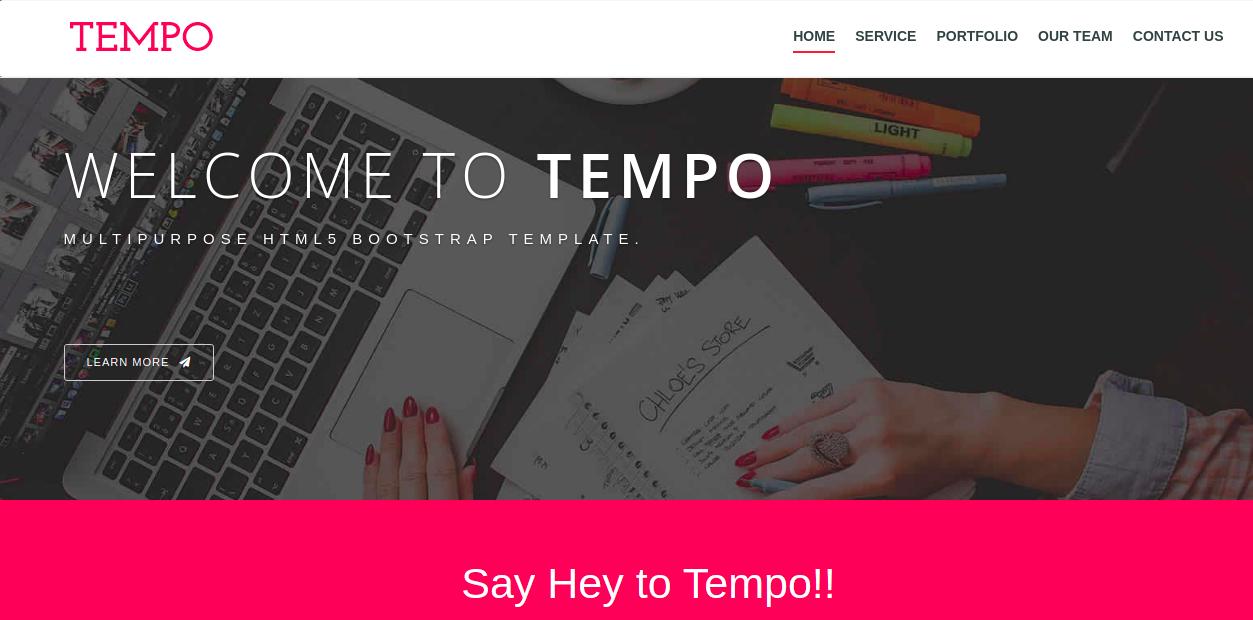 TEMPO
HOME SERVICE PORTFOLIO OUR TEAM CONTACT US
LIGHT
WELCOME TO TEMPO
MULTIPURPOSE HTML5 BOOTSTRAP TEMPLATE.
CHLOE'S STORE
LEARN MORE
Say Hey to Tempo!!